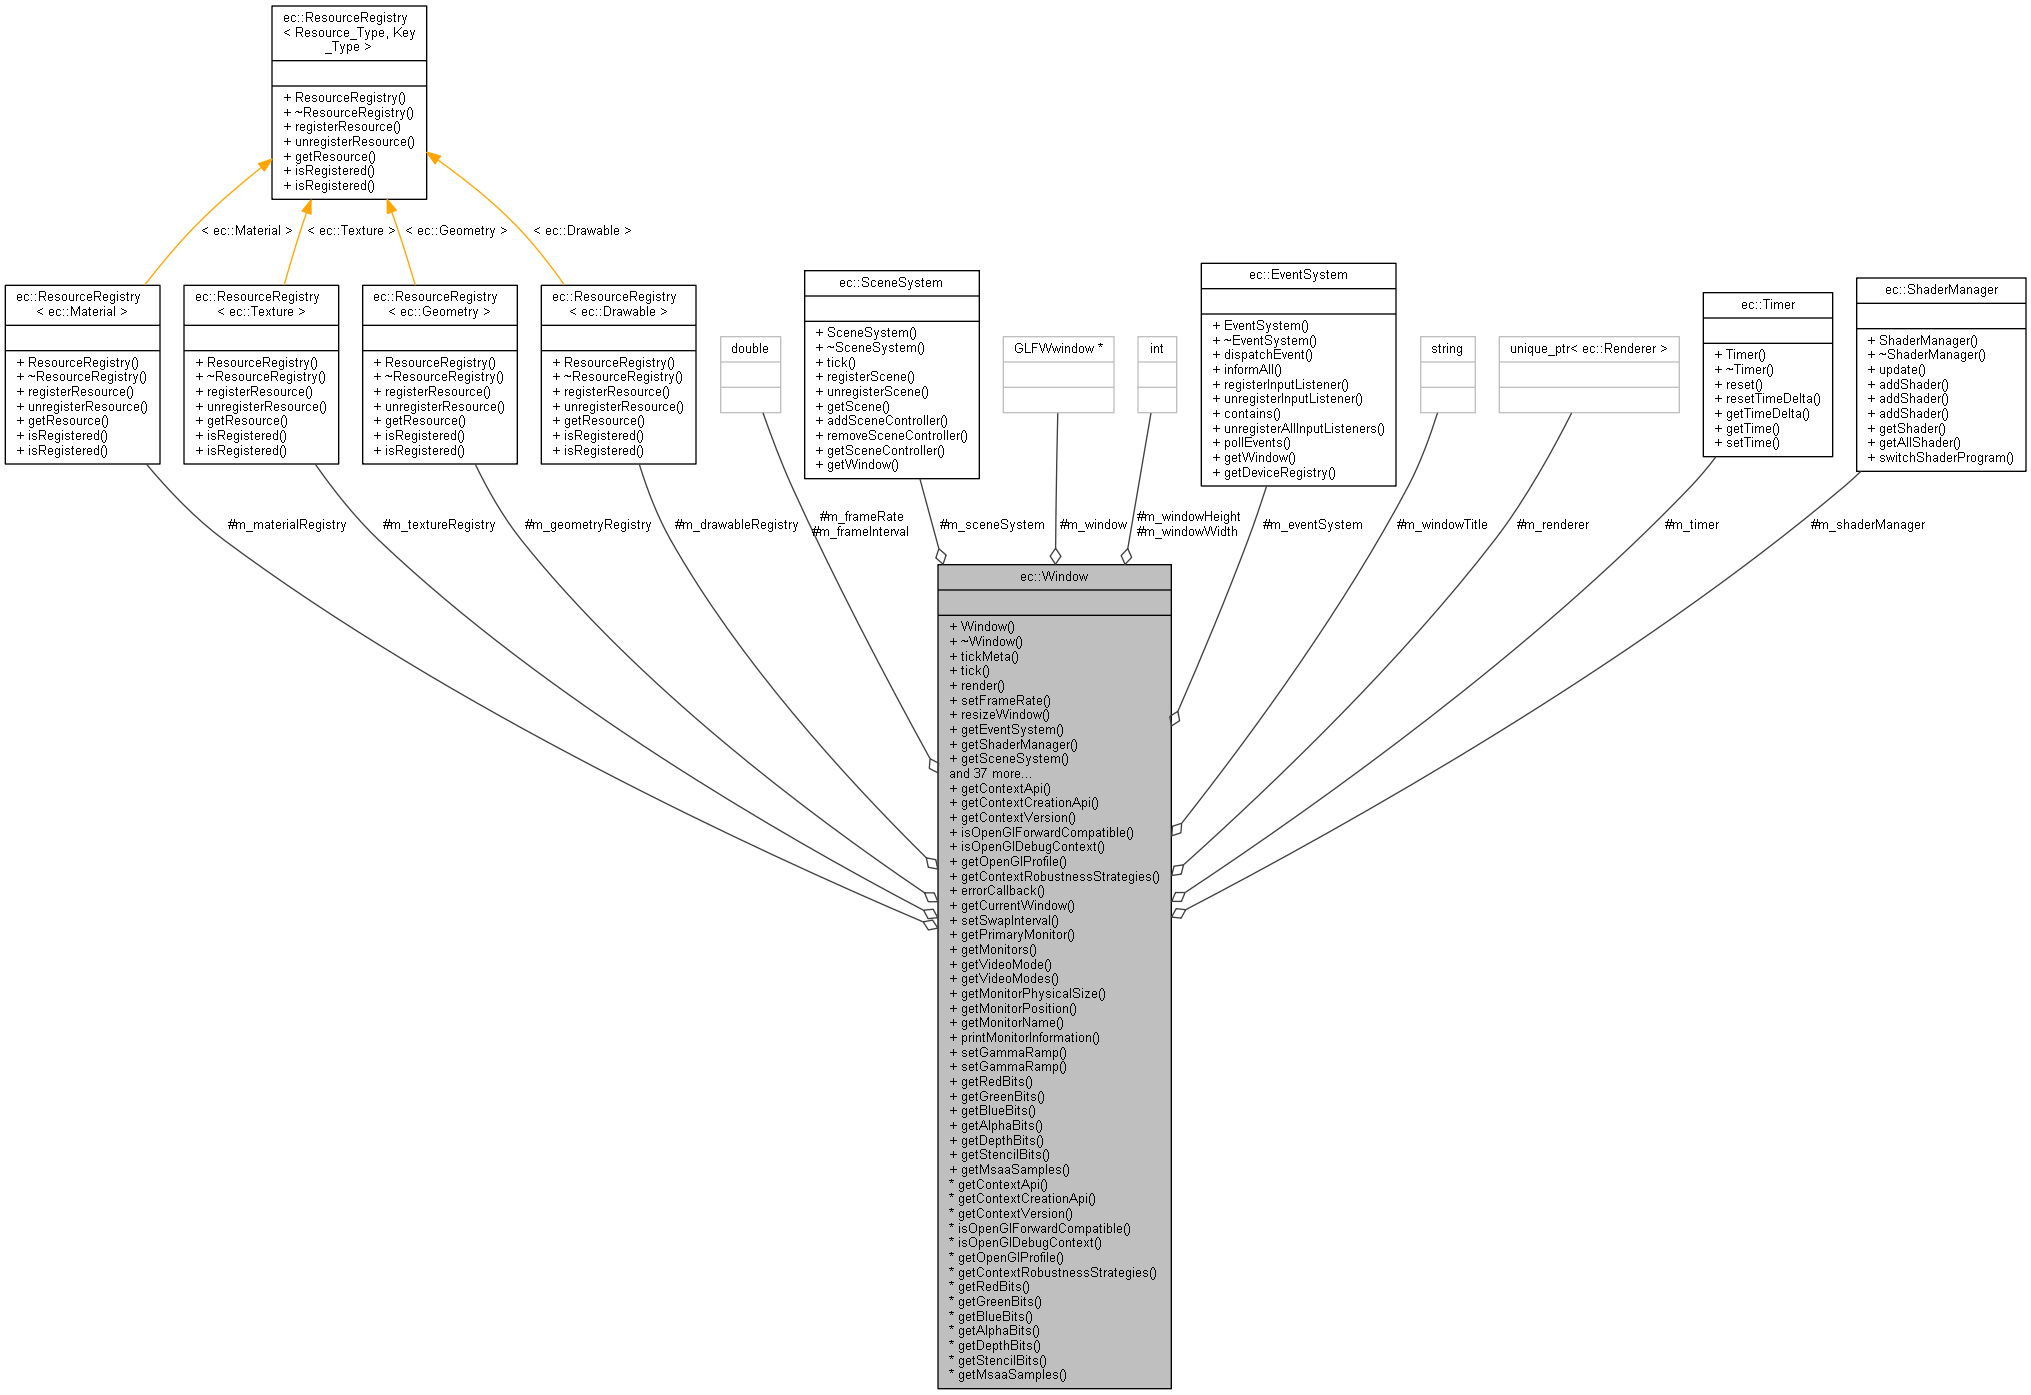 ec::ResourceRegistry
< Resource_Type, Key
_Type >
+ ResourceRegistry()
+ ~ResourceRegistry()
+ registerResource()
+ unregisterResource()
+ getResource()
+ isRegistered()
+ isRegistered()
< ec::Material >
< ec::Texture >
< ec::Geometry >
< ec::Drawable >
ec::ResourceRegistry
< ec::Material >
+ ResourceRegistry()
+ ~ResourceRegistry()
+ registerResource()
+ unregisterResource()
+ getResource()
+ isRegistered()
+ isRegistered()
ec::ResourceRegistry
< ec::Texture >
+ ResourceRegistry()
+ ~ResourceRegistry()
+ registerResource()
+ unregisterResource()
+ getResource()
+ isRegistered()
+ isRegistered()
ec::ResourceRegistry
< ec::Geometry >
+ ResourceRegistry()
+ ~ResourceRegistry()
+ registerResource()
+ unregisterResource()
+ getResource()
+ isRegistered()
+ isRegistered()
ec::ResourceRegistry
< ec::Drawable >
+ ResourceRegistry()
+ ~ResourceRegistry()
+ registerResource()
+ unregisterResource()
+ getResource()
+ isRegistered()
+ isRegistered()
double
ec::SceneSystem
+ SceneSystem()
+ ~SceneSystem()
+ tick()
+ registerScene()
+ unregisterScene()
+ getScene()
+ addSceneController()
+ removeSceneController()
+ getSceneController()
+ getWindow()
GLFWwindow *
int
ec::EventSystem
+ EventSystem()
+ ~EventSystem()
+ dispatchEvent()
+ informAll()
+ registerInputListener()
+ unregisterInputListener()
+ contains()
+ unregisterAllInputListeners()
+ pollEvents()
+ getWindow()
+ getDeviceRegistry()
string
unique_ptr< ec::Renderer >
ec::Timer
+ Timer()
+ ~Timer()
+ reset()
+ resetTimeDelta()
+ getTimeDelta()
+ getTime()
+ setTime()
ec::ShaderManager
+ ShaderManager()
+ ~ShaderManager()
+ update()
+ addShader()
+ addShader()
+ addShader()
+ getShader()
+ getAllShader()
+ switchShaderProgram()
#m_materialRegistry
#m_textureRegistry
#m_geometryRegistry
#m_drawableRegistry
#m_frameRate
#m_frameInterval
#m_sceneSystem
#m_window
#m_windowHeight
#m_windowWidth
#m_eventSystem
#m_windowTitle
#m_renderer
#m_timer
#m_shaderManager
ec::Window
+ Window()
+ ~Window()
+ tickMeta()
+ tick()
+ render()
+ setFrameRate()
+ resizeWindow()
+ getEventSystem()
+ getShaderManager()
+ getSceneSystem()
and 37 more...
+ getContextApi()
+ getContextCreationApi()
+ getContextVersion()
+ isOpenGlForwardCompatible()
+ isOpenGlDebugContext()
+ getOpenGlProfile()
+ getContextRobustnessStrategies()
+ errorCallback()
+ getCurrentWindow()
+ setSwapInterval()
+ getPrimaryMonitor()
+ getMonitors()
+ getVideoMode()
+ getVideoModes()
+ getMonitorPhysicalSize()
+ getMonitorPosition()
+ getMonitorName()
+ printMonitorInformation()
+ setGammaRamp()
+ setGammaRamp()
+ getRedBits()
+ getGreenBits()
+ getBlueBits()
+ getAlphaBits()
+ getDepthBits()
+ getStencilBits()
+ getMsaaSamples()
* getContextApi()
* getContextCreationApi()
* getContextVersion()
* isOpenGlForwardCompatible()
* isOpenGlDebugContext()
* getOpenGlProfile()
* getContextRobustnessStrategies()
* getRedBits()
* getGreenBits()
* getBlueBits()
* getAlphaBits()
* getDepthBits()
* getStencilBits()
* getMsaaSamples()